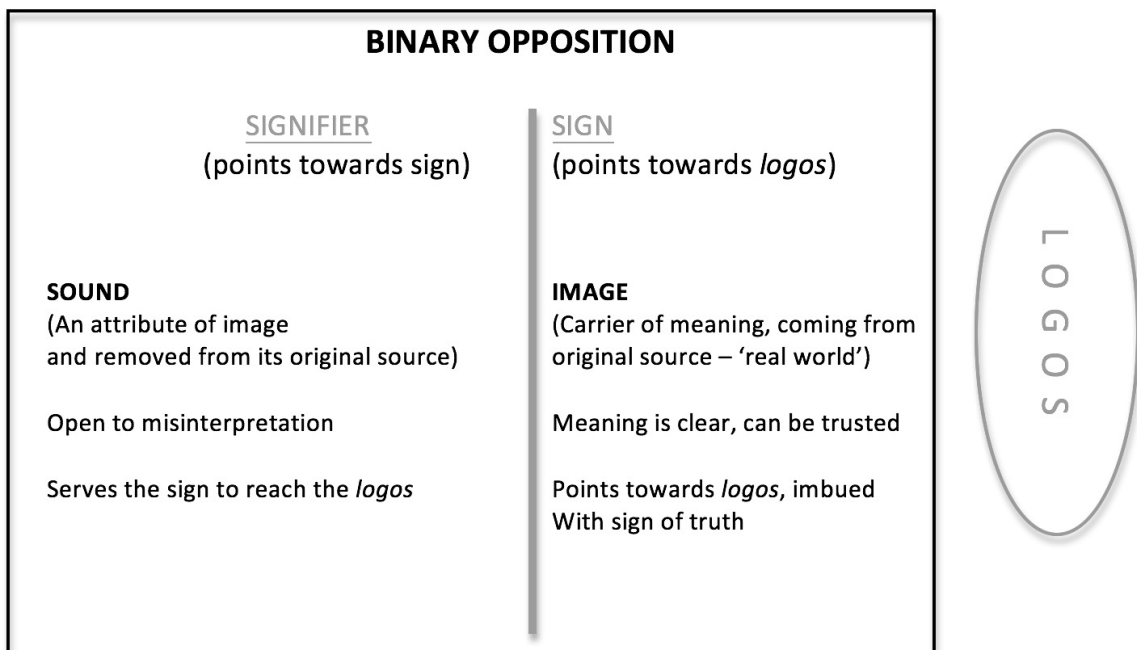 BINARY OPPOSITION
SIGNIFIER
(points towards sign)
SOUND
(An attribute of image
and removed from its original source)
Open to misinterpretation
Serves the sign to reach the logos
SIGN
(points towards logos)
IMAGE
(Carrier of meaning, coming from
original source – ‘real world’)
Meaning is clear, can be trusted
Points towards logos, imbued
With sign of truth
LOGOS